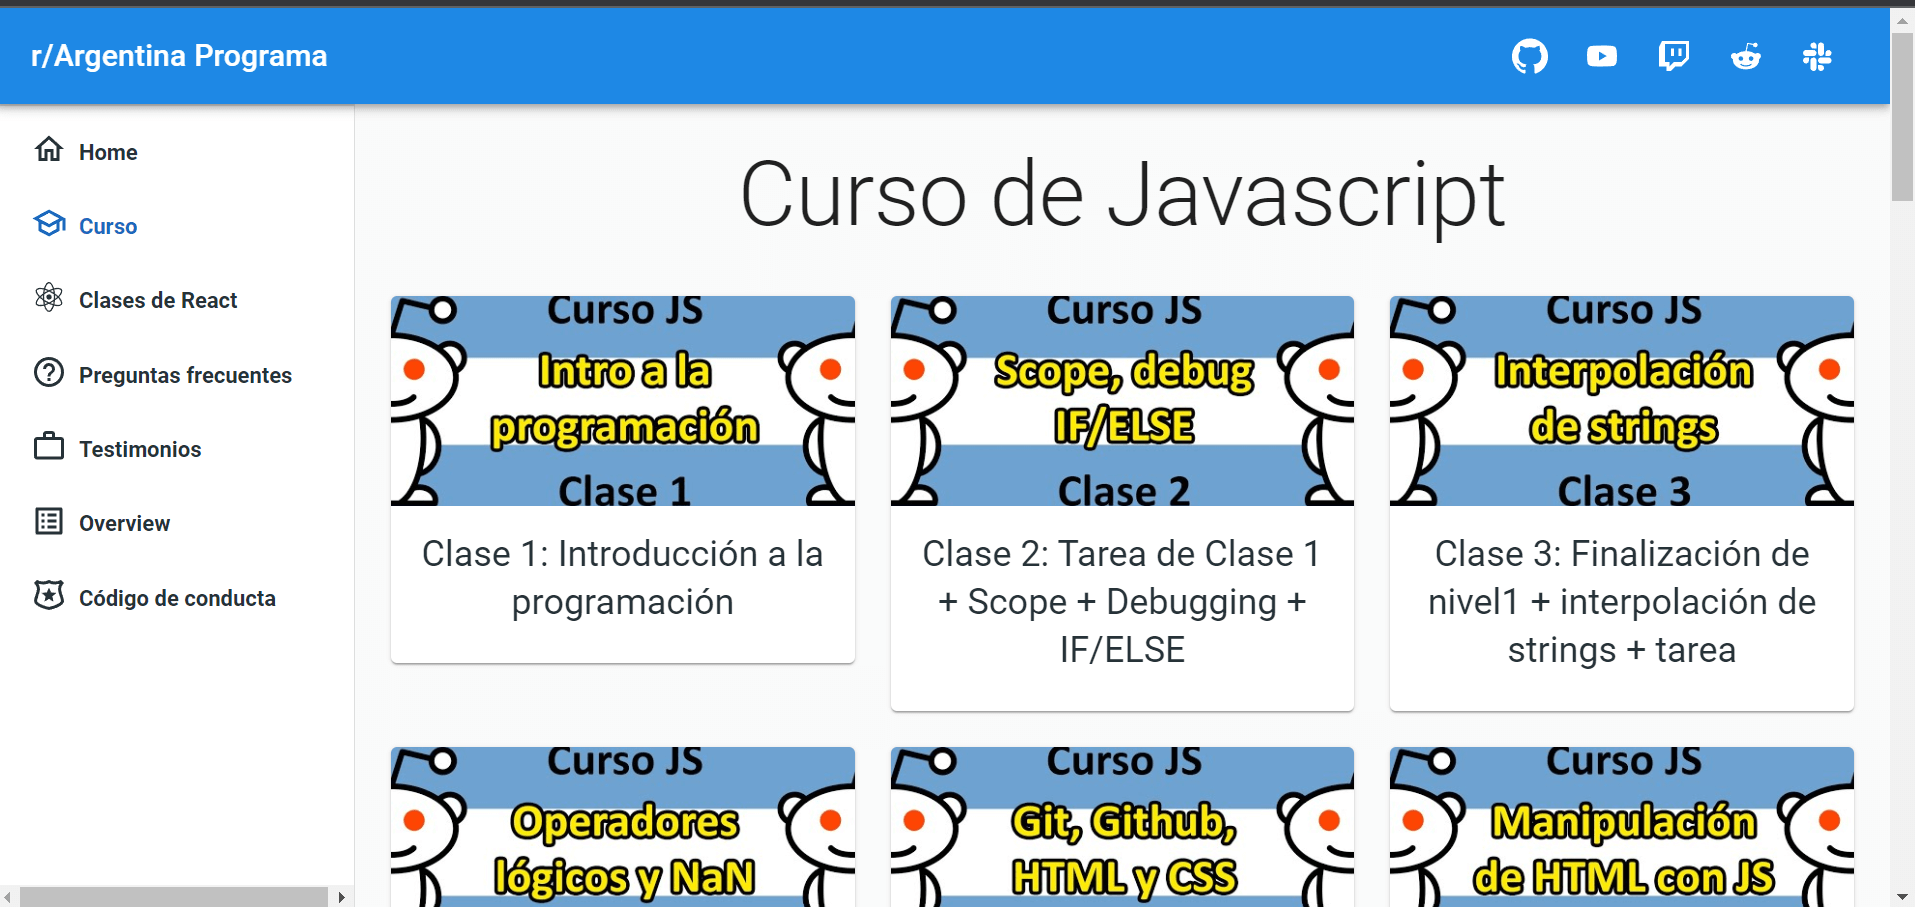 r/Argentina Programa
Home
Curso
Clases de React
Preguntas frecuentes
Testimonios
Overview
Código de conducta
Curso de Javascript
Curso JS
Intro a la
programación
Clase 1
Clase 1: Introducción a la
programación
Curso JS
Scope, debug
IF/ELSE
Clase 2
Clase 2: Tarea de Clase 1
+ Scope + Debugging +
IF/ELSE
Curso JS
Interpolación
de strings
Clase 3
Clase 3: Finalización de
nivel1 + interpolación de
strings + tarea
Curso JS
Operadores
lógicos y NaN
Curso JS
Git, Github,
HTML y CSS
Curso JS
Manipulación
de HTML con JS